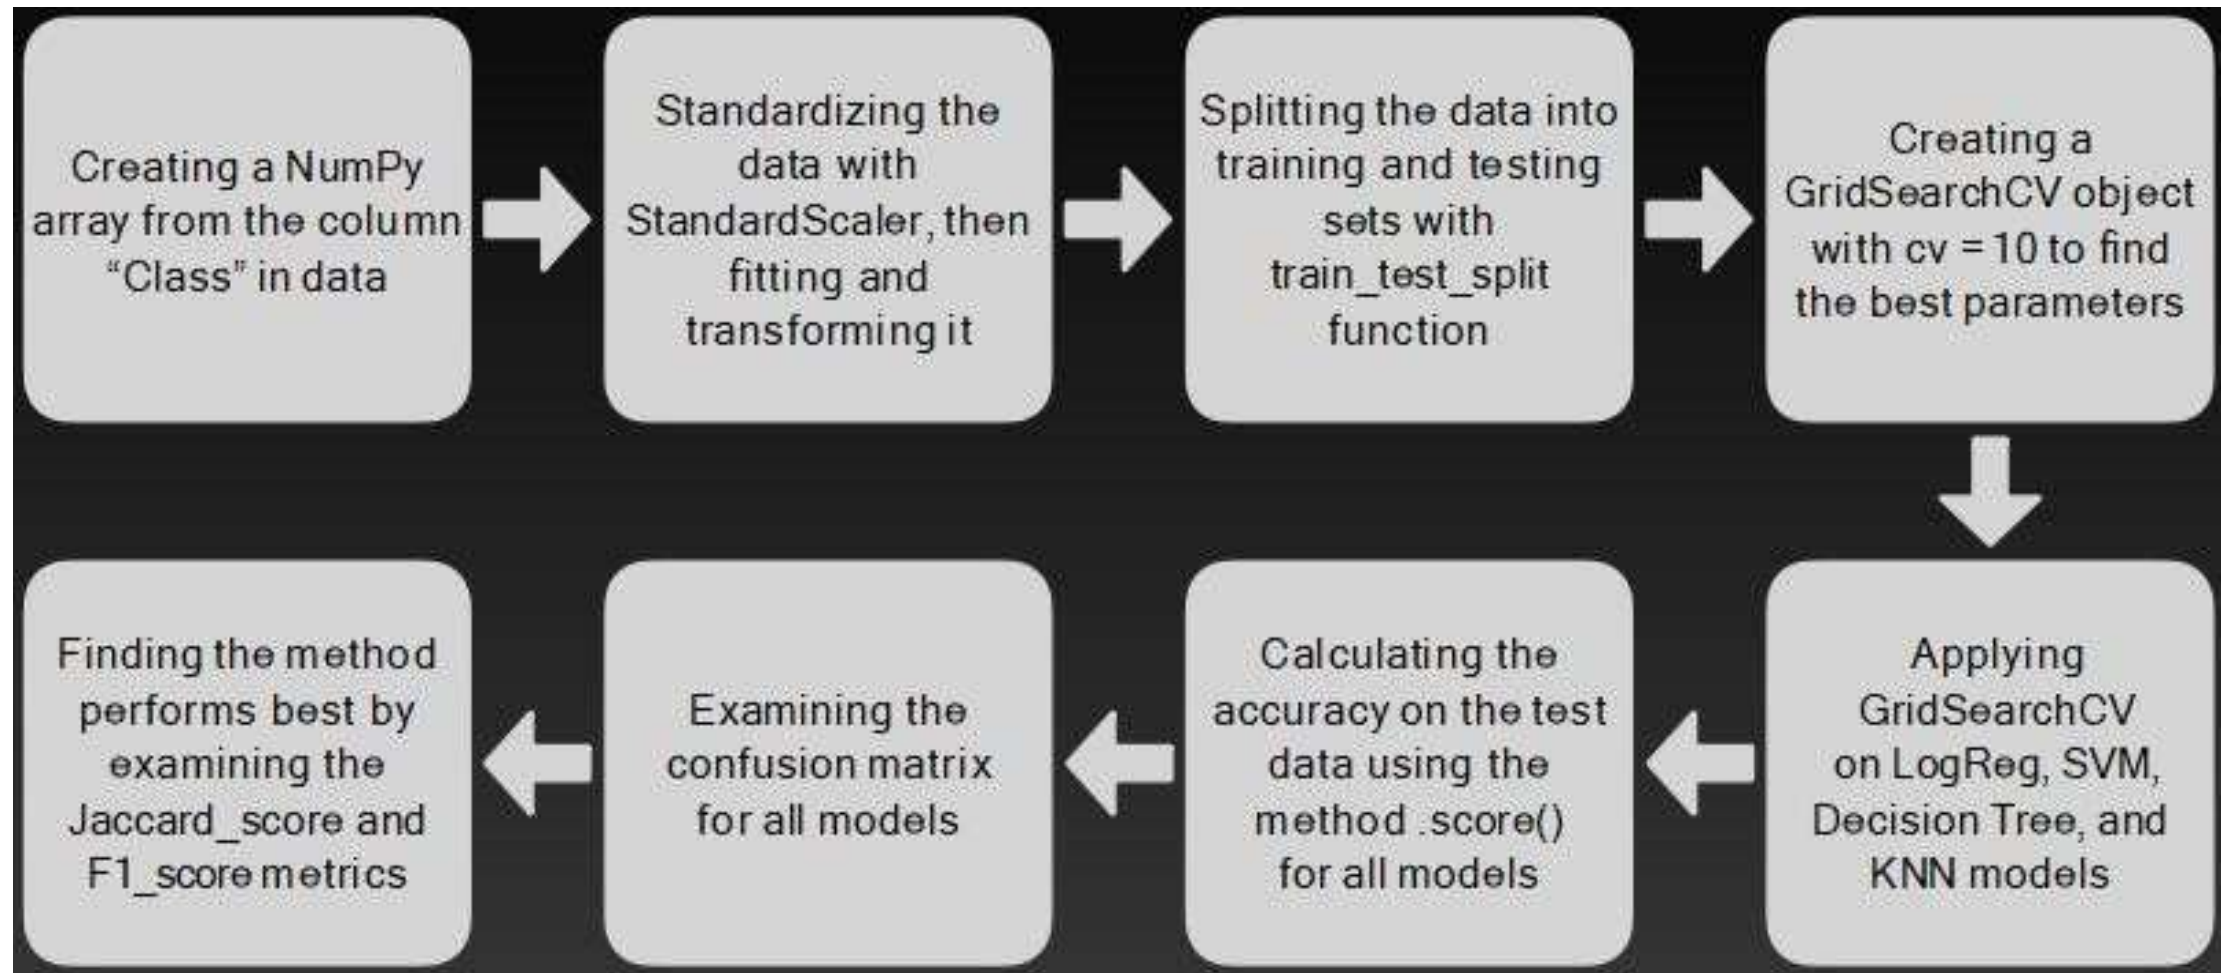 Creating a NumPy
array from the column
“Class” in data
Standardizing the
data with
StandardScaler, then
fitting and
transforming it
Splitting the data into
training and testing
sets with
train_test_split
function
Creating a
GridSearchCV object
with cv = 10 to find
the best parameters
Applying
GridSearchCV
on LogReg, SVM,
Decision Tree, and
KNN models
Calculating the
accuracy on the test
data using the
method .score()
for all models
Examining the
confusion matrix
for all models
Finding the method
performs best by
examining the
Jaccard_score and
F1_score metrics